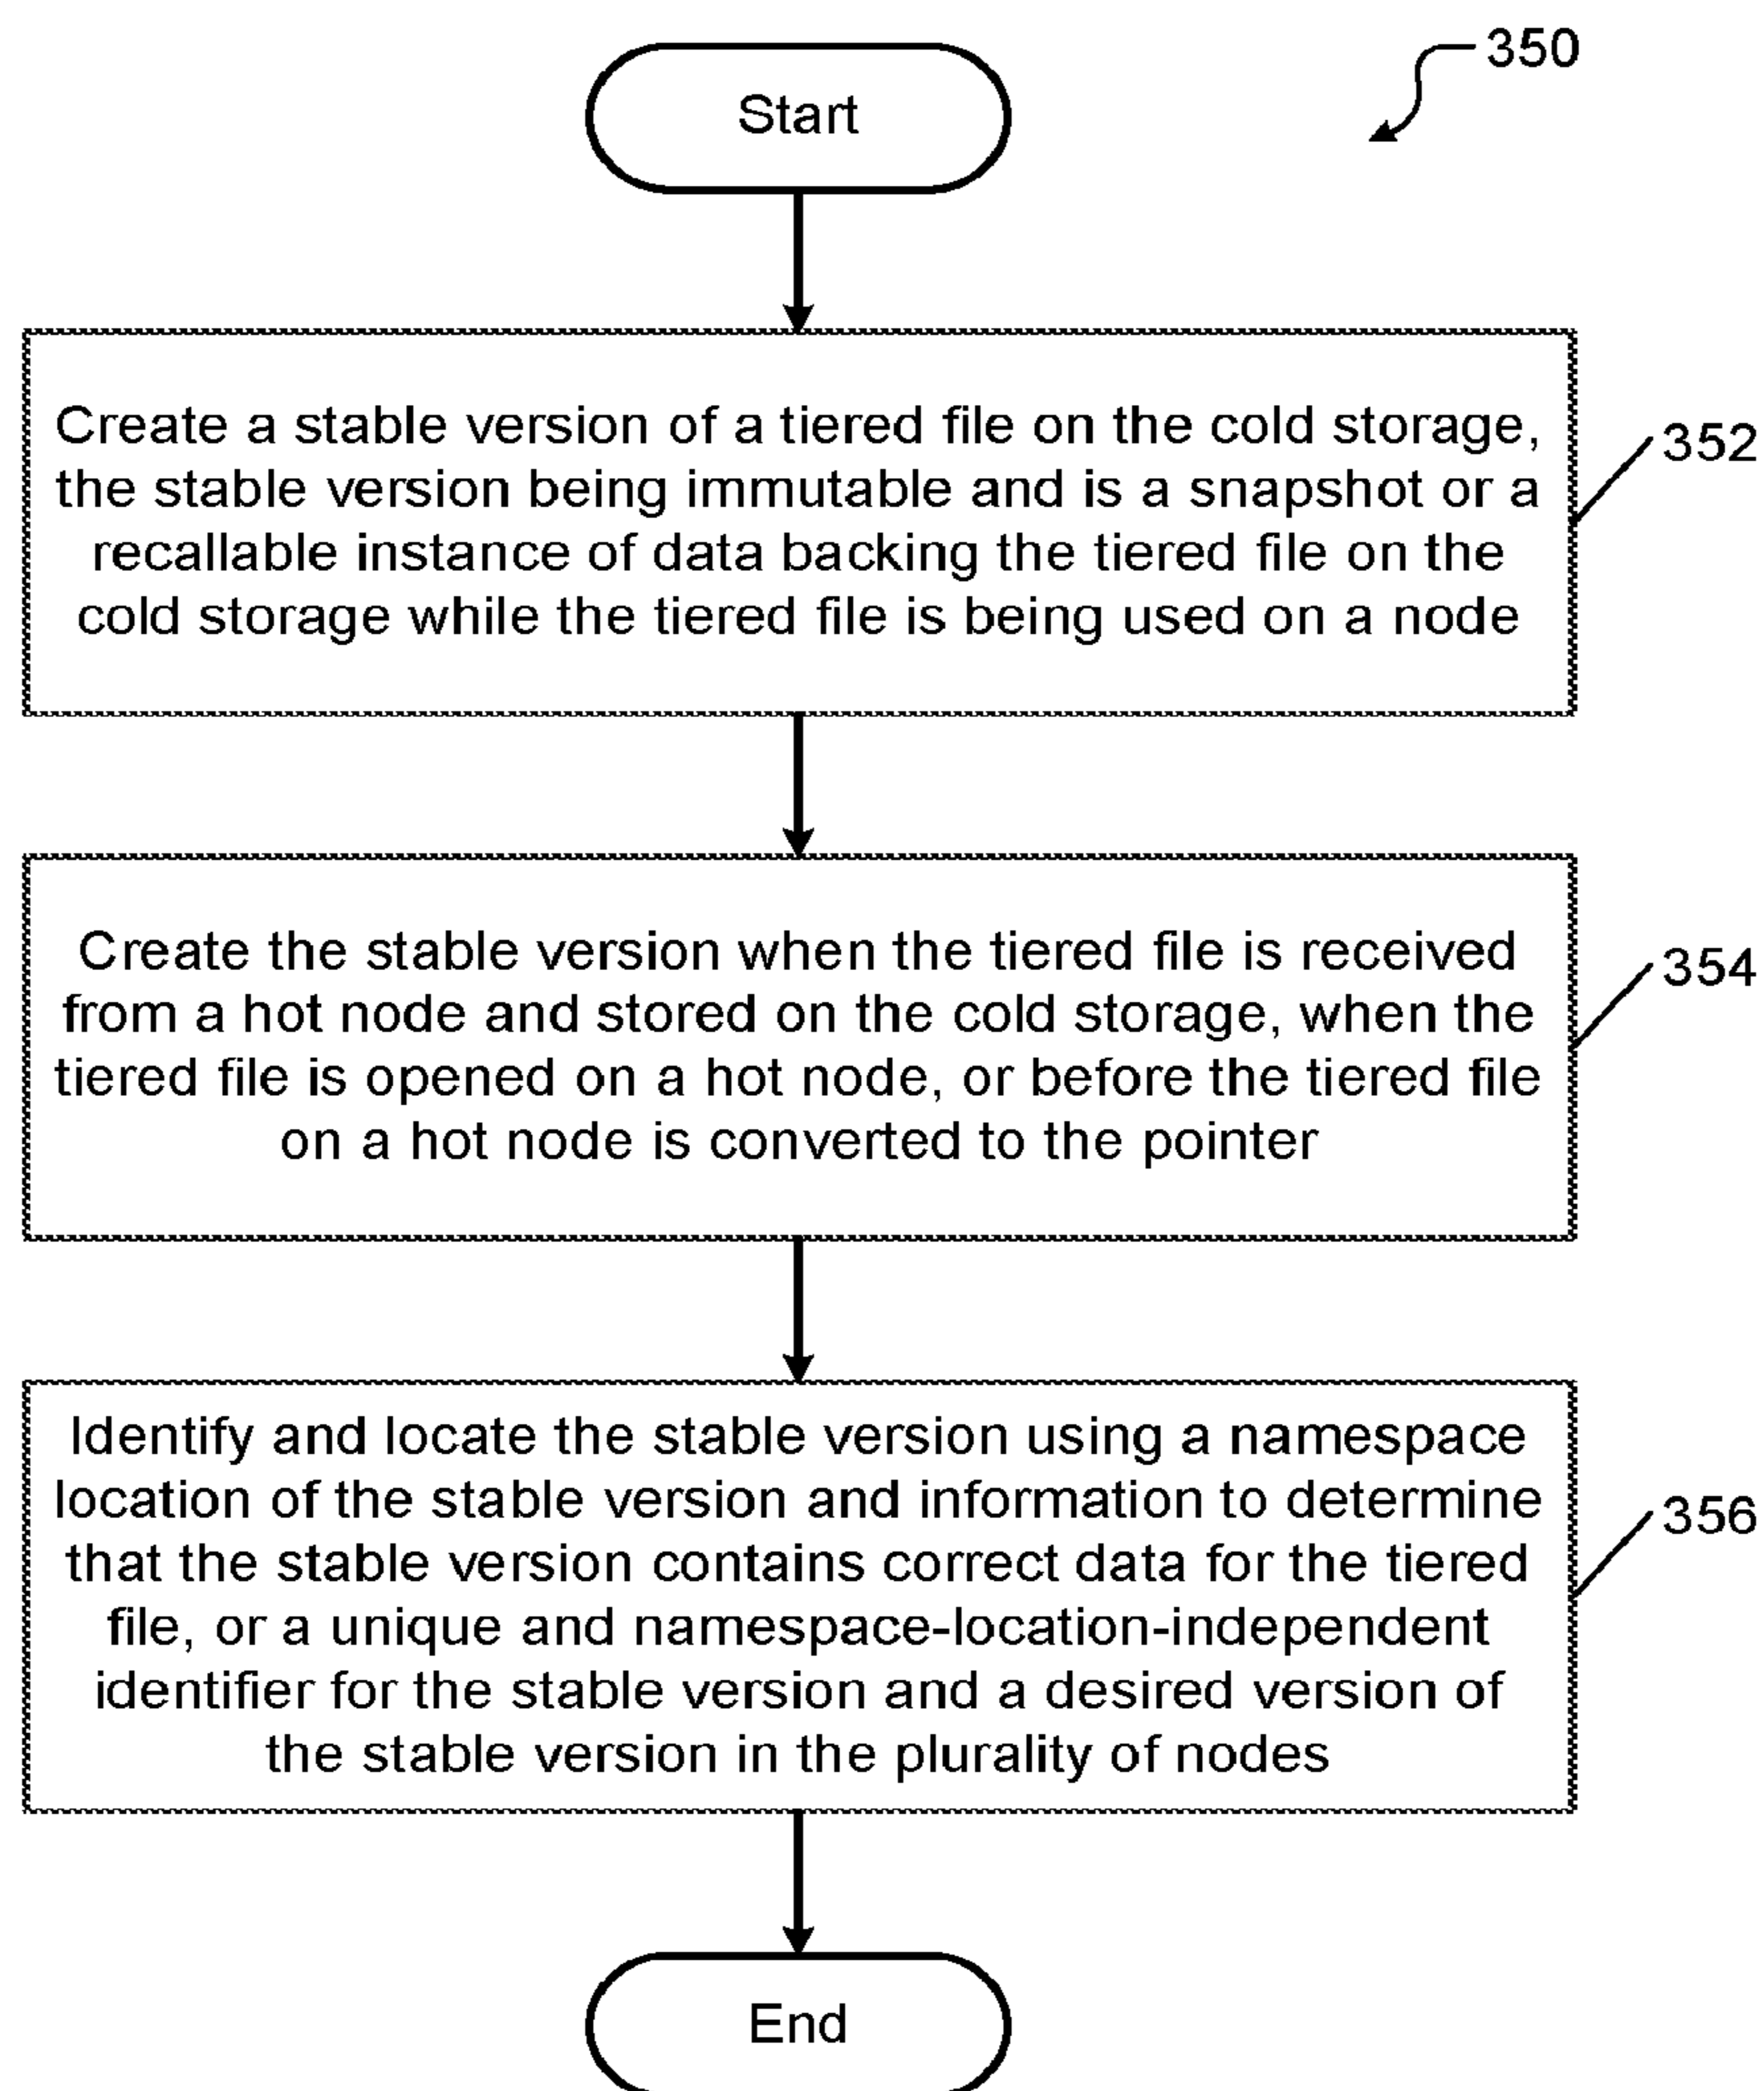 350
Start
Create a stable version of a tiered file on the cold storage,
the stable version being immutable and is a snapshot or a
recallable instance of data backing the tiered file on the
cold storage while the tiered file is being used on a node
352
Create the stable version when the tiered file is received
from a hot node and stored on the cold storage, when the
tiered file is opened on a hot node, or before the tiered file
on a hot node is converted to the pointer
354
Identify and locate the stable version using a namespace
location of the stable version and information to determine
that the stable version contains correct data for the tiered
file, or a unique and namespace-location-independent
identifier for the stable version and a desired version of
the stable version in the plurality of nodes
356
End